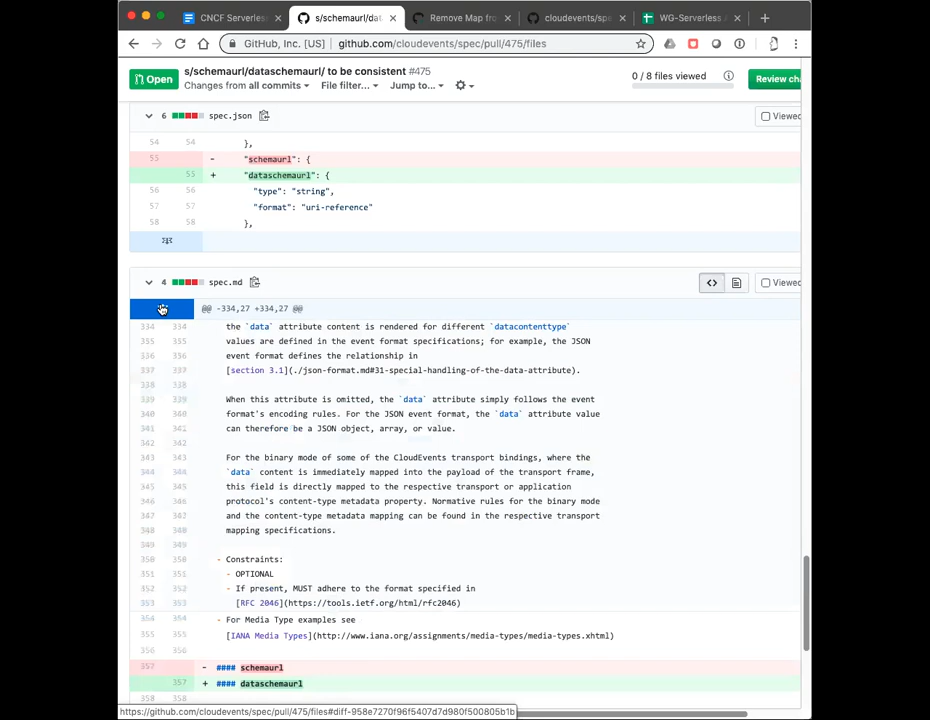 CNCF Serverless
s/schemaurl/dat
Remove Map fro
cloudevents/spe
WG-Serverless A
GitHub, Inc. [US] | github.com/cloudevents/spec/pull/475/files
Open
s/schemaurl/dataschemaurl/ to be consistent #475
Changes from all commits
File filter...
Jump to...
0 / 8 files viewed
Review cha
6 spec.json
Viewed
54 54 },
55 - "schemaurl": {
55 + "dataschemaurl": {
56 56 "type": "string",
57 57 "format": "uri-reference"
58 58 },
4 spec.md
Viewed
@@ -334,27 +334,27 @@
334 334 the `data` attribute content is rendered for different `datacontenttype`
335 335 values are defined in the event format specifications; for example, the JSON
336 336 event format defines the relationship in
337 337 [section 3.1](./json-format.md#31-special-handling-of-the-data-attribute).
338 338
339 339 When this attribute is omitted, the `data` attribute simply follows the event
340 340 format's encoding rules. For the JSON event format, the `data` attribute value
341 341 can therefore be a JSON object, array, or value.
342 342
343 343 For the binary mode of some of the CloudEvents transport bindings, where the
344 344 `data` content is immediately mapped into the payload of the transport frame,
345 345 this field is directly mapped to the respective transport or application
346 346 protocol's content-type metadata property. Normative rules for the binary mode
347 347 and the content-type metadata mapping can be found in the respective transport
348 348 mapping specifications.
349 349
350 350 - Constraints:
351 351 - OPTIONAL
352 352 - If present, MUST adhere to the format specified in
353 353 [RFC 2046](https://tools.ietf.org/html/rfc2046)
354 354 - For Media Type examples see
355 355 [IANA Media Types](http://www.iana.org/assignments/media-types/media-types.xhtml)
356 356
357 - #### schemaurl
357 + #### dataschemaurl
358 358
https://github.com/cloudevents/spec/pull/475/files#diff-958e7270f96f5407d7d980f500805b1b